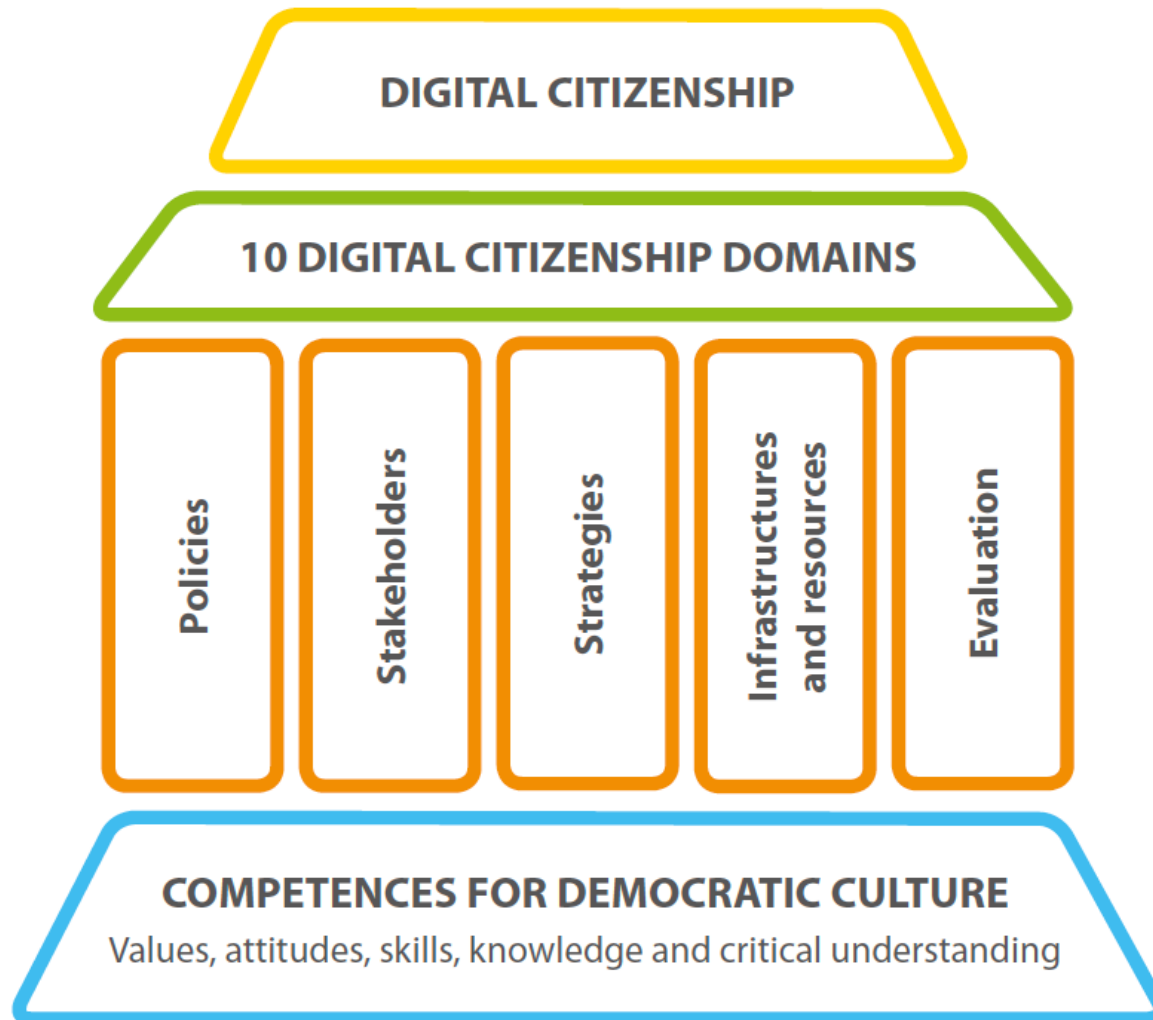 DIGITAL CITIZENSHIP
10 DIGITAL CITIZENSHIP DOMAINS
Policies
Stakeholders
Strategies
Infrastructures
and resources
Evaluation
COMPETENCES FOR DEMOCRATIC CULTURE
Values, attitudes, skills, knowledge and critical understanding